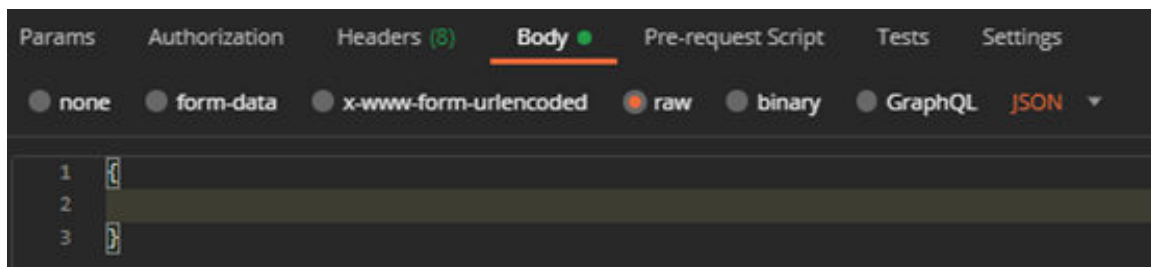 Params Authorization Headers (8) Body Pre-request Script Tests Settings
none form-data x-www-form-urlencoded raw binary GraphQL JSON
1 {
2
3 }